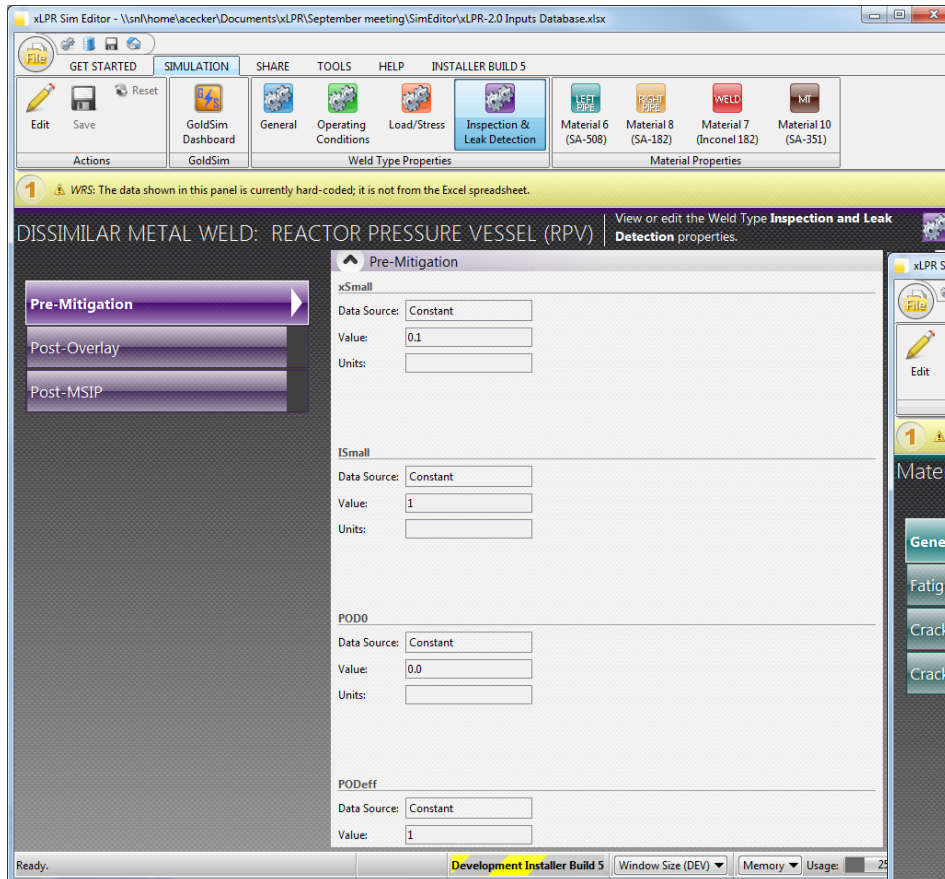 xLPR Sim Editor - \\snl\home\acecker\Documents\xLPR\September meeting\SimEditor\xLPR-2.0 Inputs Database.xlsx
File
GET STARTED SIMULATION SHARE TOOLS HELP INSTALLER BUILD 5
Edit Save Reset
Actions
GoldSim Dashboard
GoldSim
General Operating Conditions Load/Stress Inspection & Leak Detection
Weld Type Properties
LEFT PIPE RIGHT PIPE WELD MT
Material 6 (SA-508) Material 8 (SA-182) Material 7 (Inconel 182) Material 10 (SA-351)
Material Properties
1 WRS: The data shown in this panel is currently hard-coded; it is not from the Excel spreadsheet.
DISSIMILAR METAL WELD: REACTOR PRESSURE VESSEL (RPV)
View or edit the Weld Type Inspection and Leak
Detection properties.
Pre-Mitigation
Post-Overlay
Post-MSIP
Pre-Mitigation
xSmall
Data Source: Constant
Value: 0.1
Units:
ISmall
Data Source: Constant
Value: 1
Units:
POD0
Data Source: Constant
Value: 0.0
Units:
PODeff
Data Source: Constant
Value: 1
xLPR S
File
Edit
1
Mate
Gene
Fatig
Crack
Crack
Ready.
Development Installer Build 5 Window Size (DEV) Memory Usage: 25